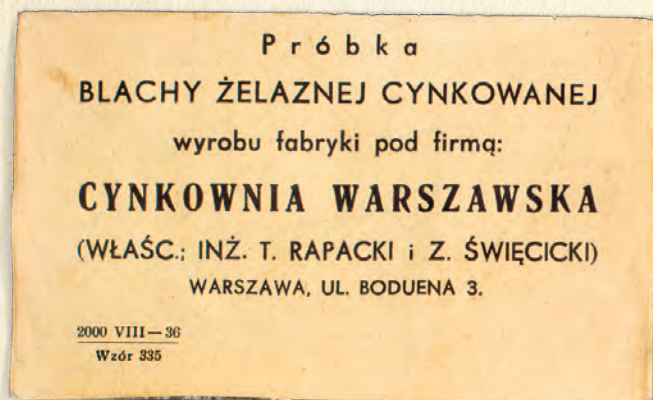 Próbka
BLACHY ŻELAZNEJ CYNKOWANEJ
wyrobu fabryki pod firmą:
CYNKOWNIA WARSZAWSKA
(WŁAŚC.; INŻ. T. RAPACKI i Z. ŚWIĘCICKI)
WARSZAWA, UL. BODUENA 3.
2000 VIII—36
Wzór 335